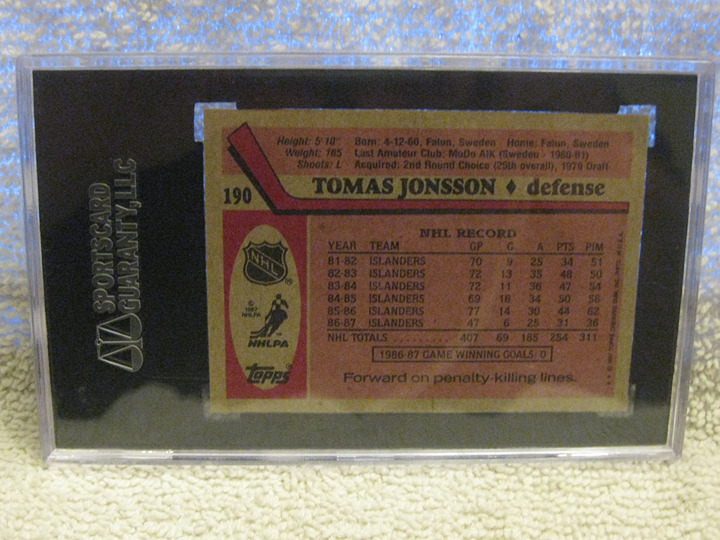 SPORTSCARD
GUARANTY, LLC
Height: 5'10" Born: 4-12-60, Falun, Sweden Home: Falun, Sweden
Weight: 185 Last Amateur Club: MoDo AIK (Sweden - 1980-81)
Shoots: L Acquired: 2nd Round Choice (25th overall), 1979 Draft
190 TOMAS JONSSON ♦ defense
NHL RECORD
YEAR TEAM GP G A PTS PIM
81-82 ISLANDERS 70 9 25 34 51
82-83 ISLANDERS 72 13 35 48 50
83-84 ISLANDERS 72 11 36 47 54
84-85 ISLANDERS 69 16 34 50 58
85-86 ISLANDERS 77 14 30 44 62
86-87 ISLANDERS 47 6 25 31 36
NHL TOTALS .......... 407 69 185 254 311
1986-87 GAME WINNING GOALS: 0
Forward on penalty-killing lines.
NHL ®
© 1987
NHLPA
NHLPA
Topps ®